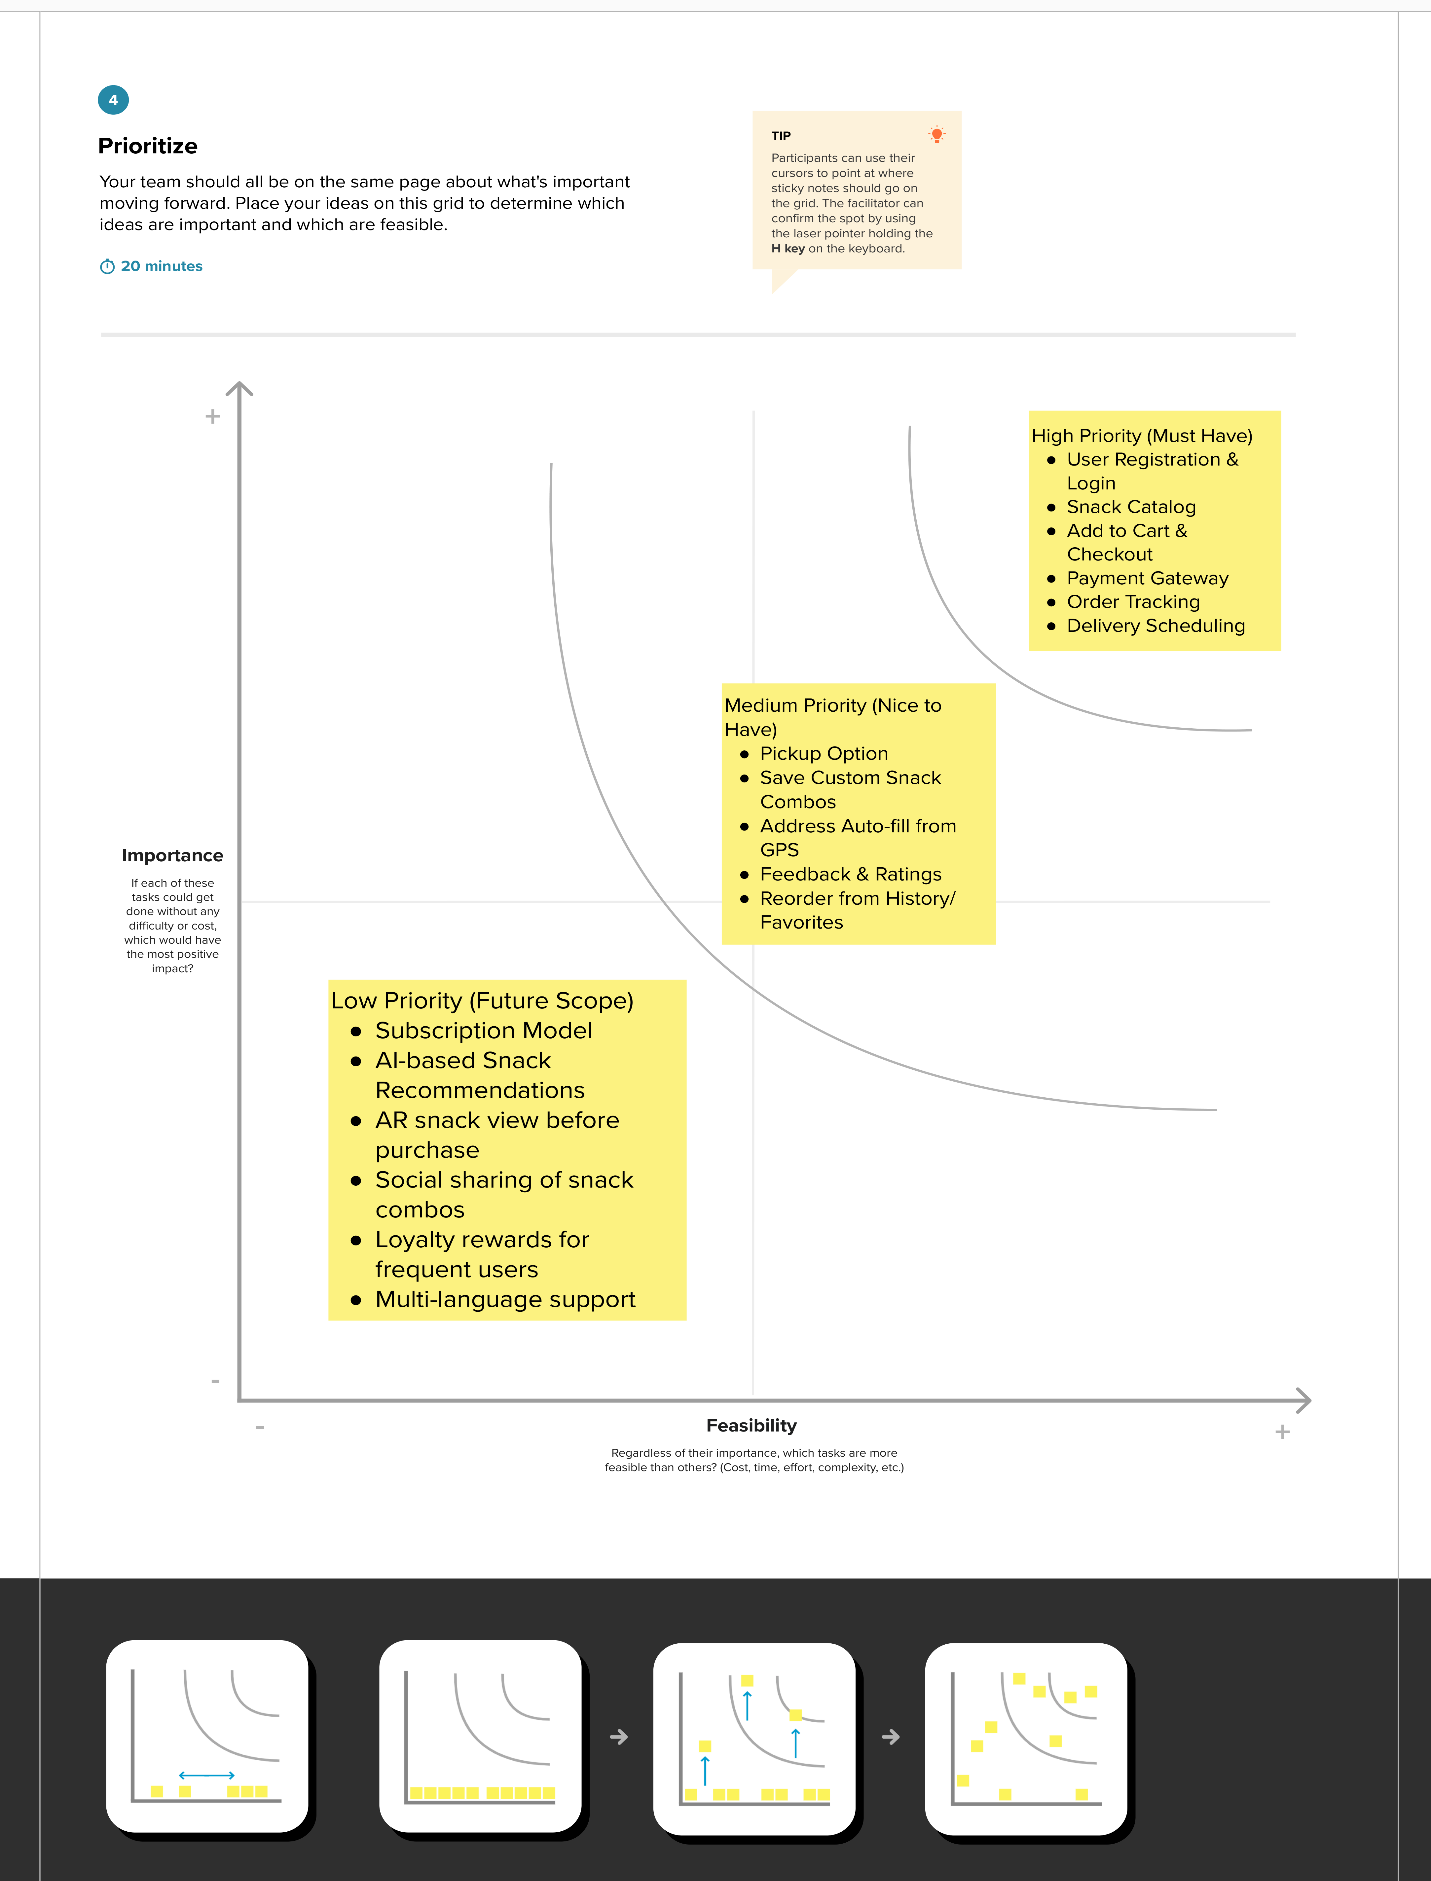 4
Prioritize
Your team should all be on the same page about what's important
moving forward. Place your ideas on this grid to determine which
ideas are important and which are feasible.
20 minutes
TIP
Participants can use their
cursors to point at where
sticky notes should go on
the grid. The facilitator can
confirm the spot by using
the laser pointer holding the
H key on the keyboard.
+
High Priority (Must Have)
● User Registration &
Login
● Snack Catalog
● Add to Cart &
Checkout
● Payment Gateway
● Order Tracking
● Delivery Scheduling
Medium Priority (Nice to
Have)
● Pickup Option
● Save Custom Snack
Combos
● Address Auto-fill from
GPS
● Feedback & Ratings
● Reorder from History/
Favorites
Importance
If each of these
tasks could get
done without any
difficulty or cost,
which would have
the most positive
impact?
Low Priority (Future Scope)
● Subscription Model
● AI-based Snack
Recommendations
● AR snack view before
purchase
● Social sharing of snack
combos
● Loyalty rewards for
frequent users
● Multi-language support
-
-
Feasibility
+
Regardless of their importance, which tasks are more
feasible than others? (Cost, time, effort, complexity, etc.)